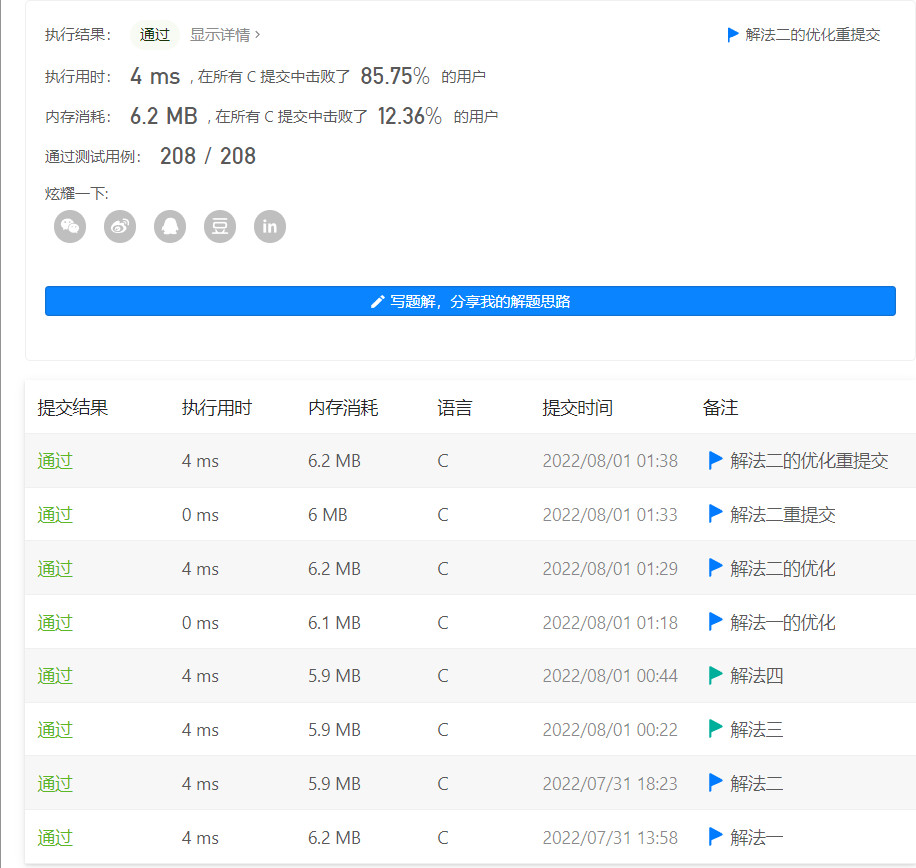 执行结果： 通过 显示详情 › 解法二的优化重提交
执行用时： 4 ms , 在所有 C 提交中击败了 85.75% 的用户
内存消耗： 6.2 MB , 在所有 C 提交中击败了 12.36% 的用户
通过测试用例： 208 / 208
炫耀一下:
豆 in
写题解，分享我的解题思路
提交结果 执行用时 内存消耗 语言 提交时间 备注
通过 4 ms 6.2 MB C 2022/08/01 01:38 解法二的优化重提交
通过 0 ms 6 MB C 2022/08/01 01:33 解法二重提交
通过 4 ms 6.2 MB C 2022/08/01 01:29 解法二的优化
通过 0 ms 6.1 MB C 2022/08/01 01:18 解法一的优化
通过 4 ms 5.9 MB C 2022/08/01 00:44 解法四
通过 4 ms 5.9 MB C 2022/08/01 00:22 解法三
通过 4 ms 5.9 MB C 2022/07/31 18:23 解法二
通过 4 ms 6.2 MB C 2022/07/31 13:58 解法一